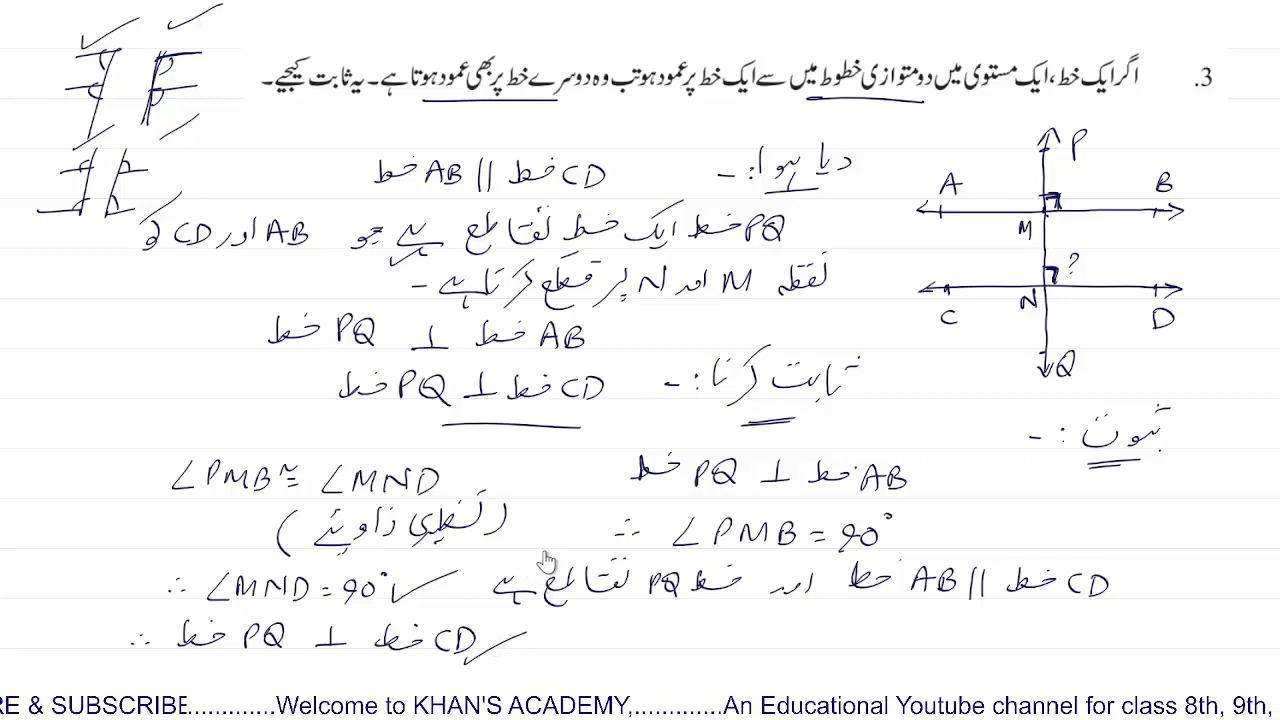 3. اگر ایک خط، ایک مستوی میں دو متوازی خطوط میں سے ایک خط پر عمود ہو تب وہ دوسرے خط پر بھی عمود ہوتا ہے۔ یہ ثابت کیجیے۔
دیا ہوا :- خط CD || خط AB
خط PQ ایک خط تقاطع ہے جو AB اور CD کو
نقطہ M اور N پر قطع کرتا ہے -
خط AB ⊥ خط PQ
ثابت کرنا :- خط CD ⊥ خط PQ
P
A B
M
?
N
C D
Q
ثبوت :-
خط AB ⊥ خط PQ
∴ ∠PMB = 90°
خط CD || خط AB اور خط PQ تقاطع ہے
∠PMB ≅ ∠MND
(نظیری زاویئے)
∴ ∠MND = 90°
∴ خط PQ ⊥ خط CD
RE & SUBSCRIBE.............Welcome to KHAN'S ACADEMY,.............An Educational Youtube channel for class 8th, 9th,